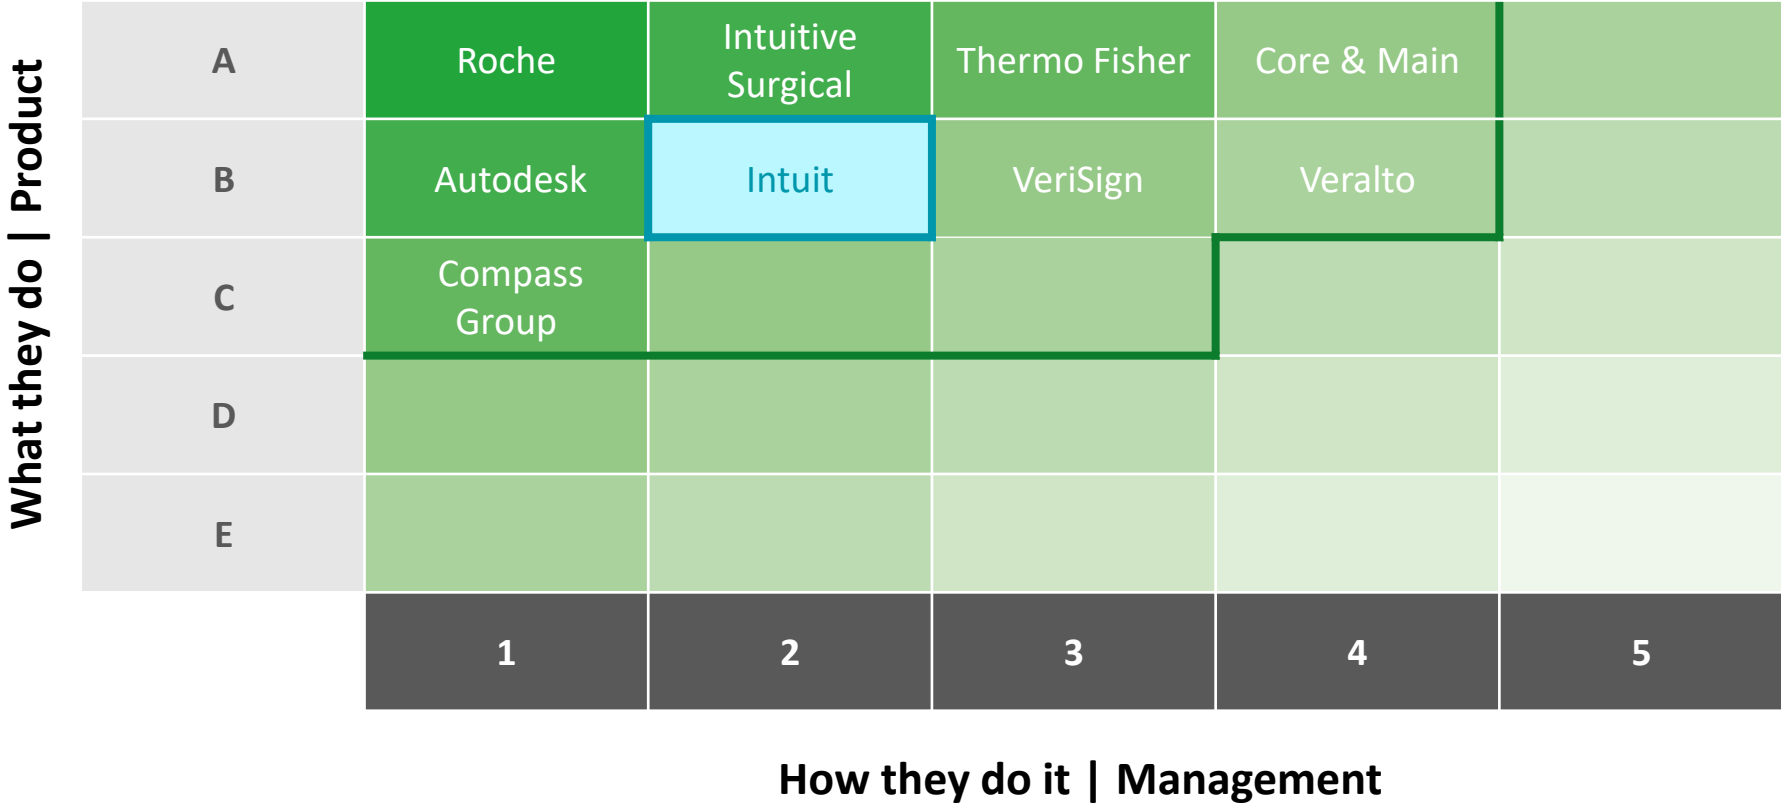 What they do | Product
A
Roche
Intuitive
Surgical
Thermo Fisher
Core & Main
B
Autodesk
Intuit
VeriSign
Veralto
C
Compass
Group
D
E
1
2
3
4
5
How they do it | Management